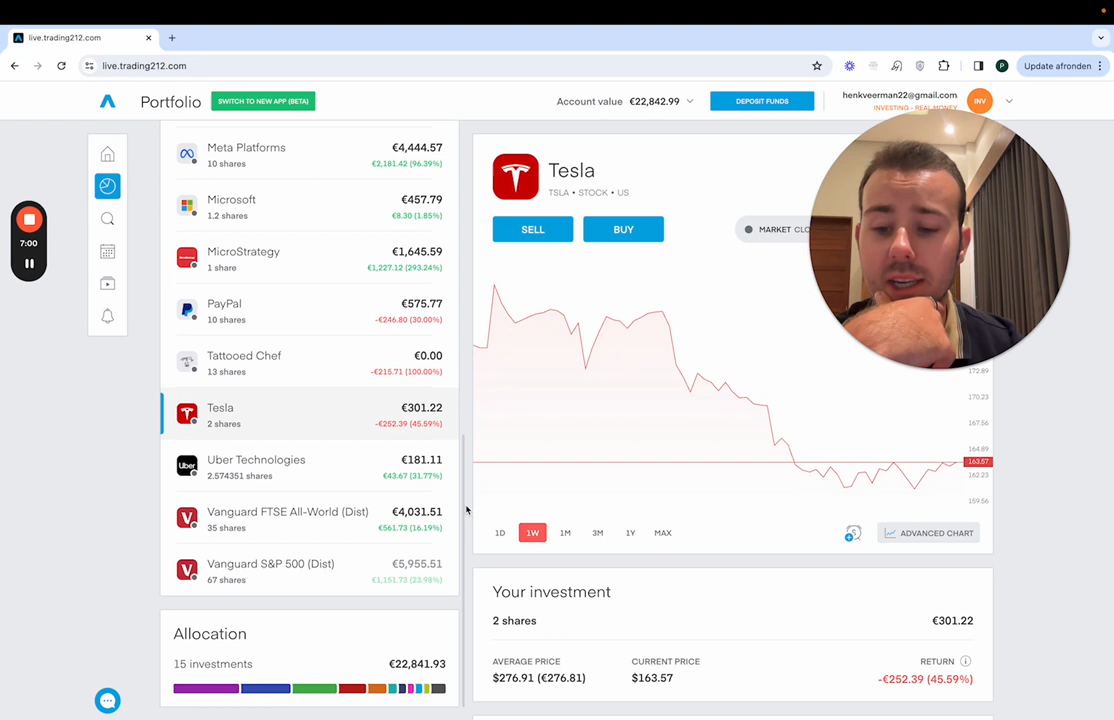 live.trading212.com
live.trading212.com
Update afronden
P
Portfolio
SWITCH TO NEW APP (BETA)
Account value €22,842.99
DEPOSIT FUNDS
henkveerman22@gmail.com
INVESTING - REAL MONEY
INV
7:00
Meta Platforms €4,444.57
10 shares €2,181.42 (96.39%)
Microsoft €457.79
1.2 shares €8.30 (1.85%)
MicroStrategy €1,645.59
1 share €1,227.12 (293.24%)
PayPal €575.77
10 shares -€246.80 (30.00%)
Tattooed Chef €0.00
13 shares -€215.71 (100.00%)
Tesla €301.22
2 shares -€252.39 (45.59%)
Uber
Uber Technologies €181.11
2.574351 shares €43.67 (31.77%)
Vanguard FTSE All-World (Dist) €4,031.51
35 shares €561.73 (16.19%)
Vanguard S&P 500 (Dist) €5,955.51
67 shares €1,151.73 (23.98%)
Allocation
15 investments €22,841.93
Tesla
TSLA • STOCK • US
SELL
BUY
MARKET CLO
172.89
170.23
167.56
164.89
163.57
162.23
159.56
1D 1W 1M 3M 1Y MAX
ADVANCED CHART
Your investment
2 shares €301.22
AVERAGE PRICE CURRENT PRICE RETURN
$276.91 (€276.81) $163.57 -€252.39 (45.59%)